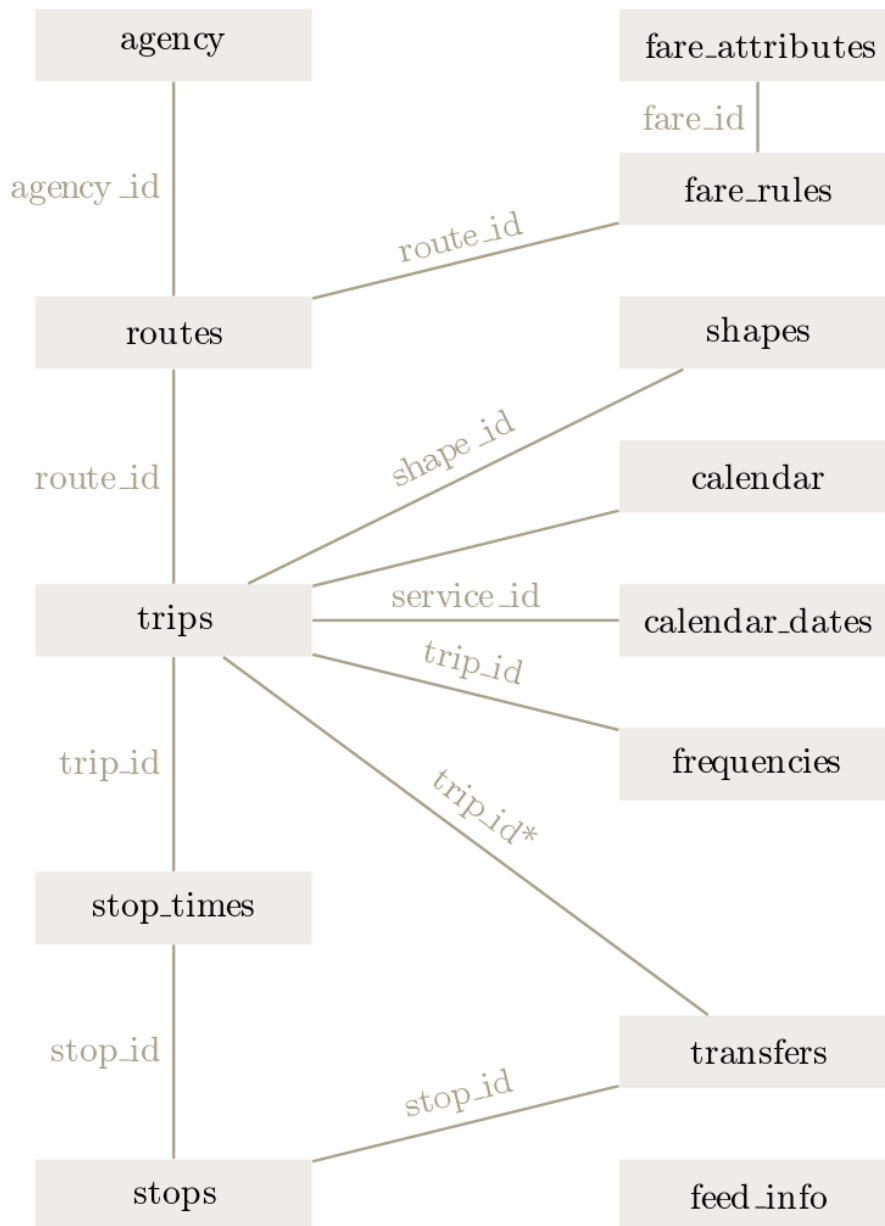 agency
fare_attributes
fare_id
agency_id
fare_rules
route_id
routes
shapes
shape_id
route_id
calendar
service_id
trips
calendar_dates
trip_id
trip_id
frequencies
trip_id*
stop_times
stop_id
transfers
stop_id
stops
feed_info